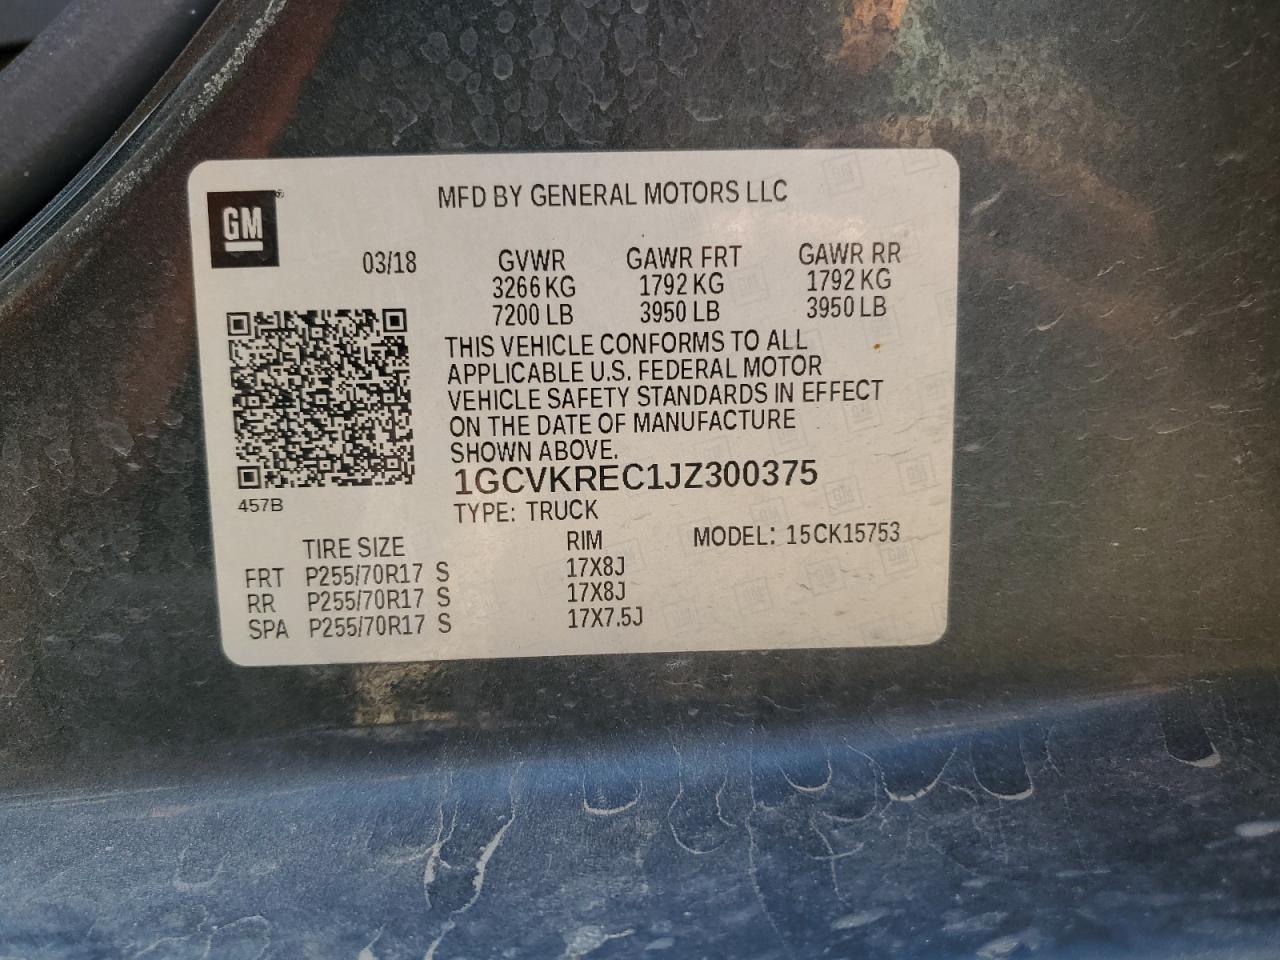 GM®
MFD BY GENERAL MOTORS LLC
03/18 GVWR GAWR FRT GAWR RR
3266 KG 1792 KG 1792 KG
7200 LB 3950 LB 3950 LB
THIS VEHICLE CONFORMS TO ALL
APPLICABLE U.S. FEDERAL MOTOR
VEHICLE SAFETY STANDARDS IN EFFECT
ON THE DATE OF MANUFACTURE
SHOWN ABOVE.
1GCVKREC1JZ300375
457B
TYPE: TRUCK
TIRE SIZE RIM MODEL: 15CK15753
FRT P255/70R17 S 17X8J
RR P255/70R17 S 17X8J
SPA P255/70R17 S 17X7.5J